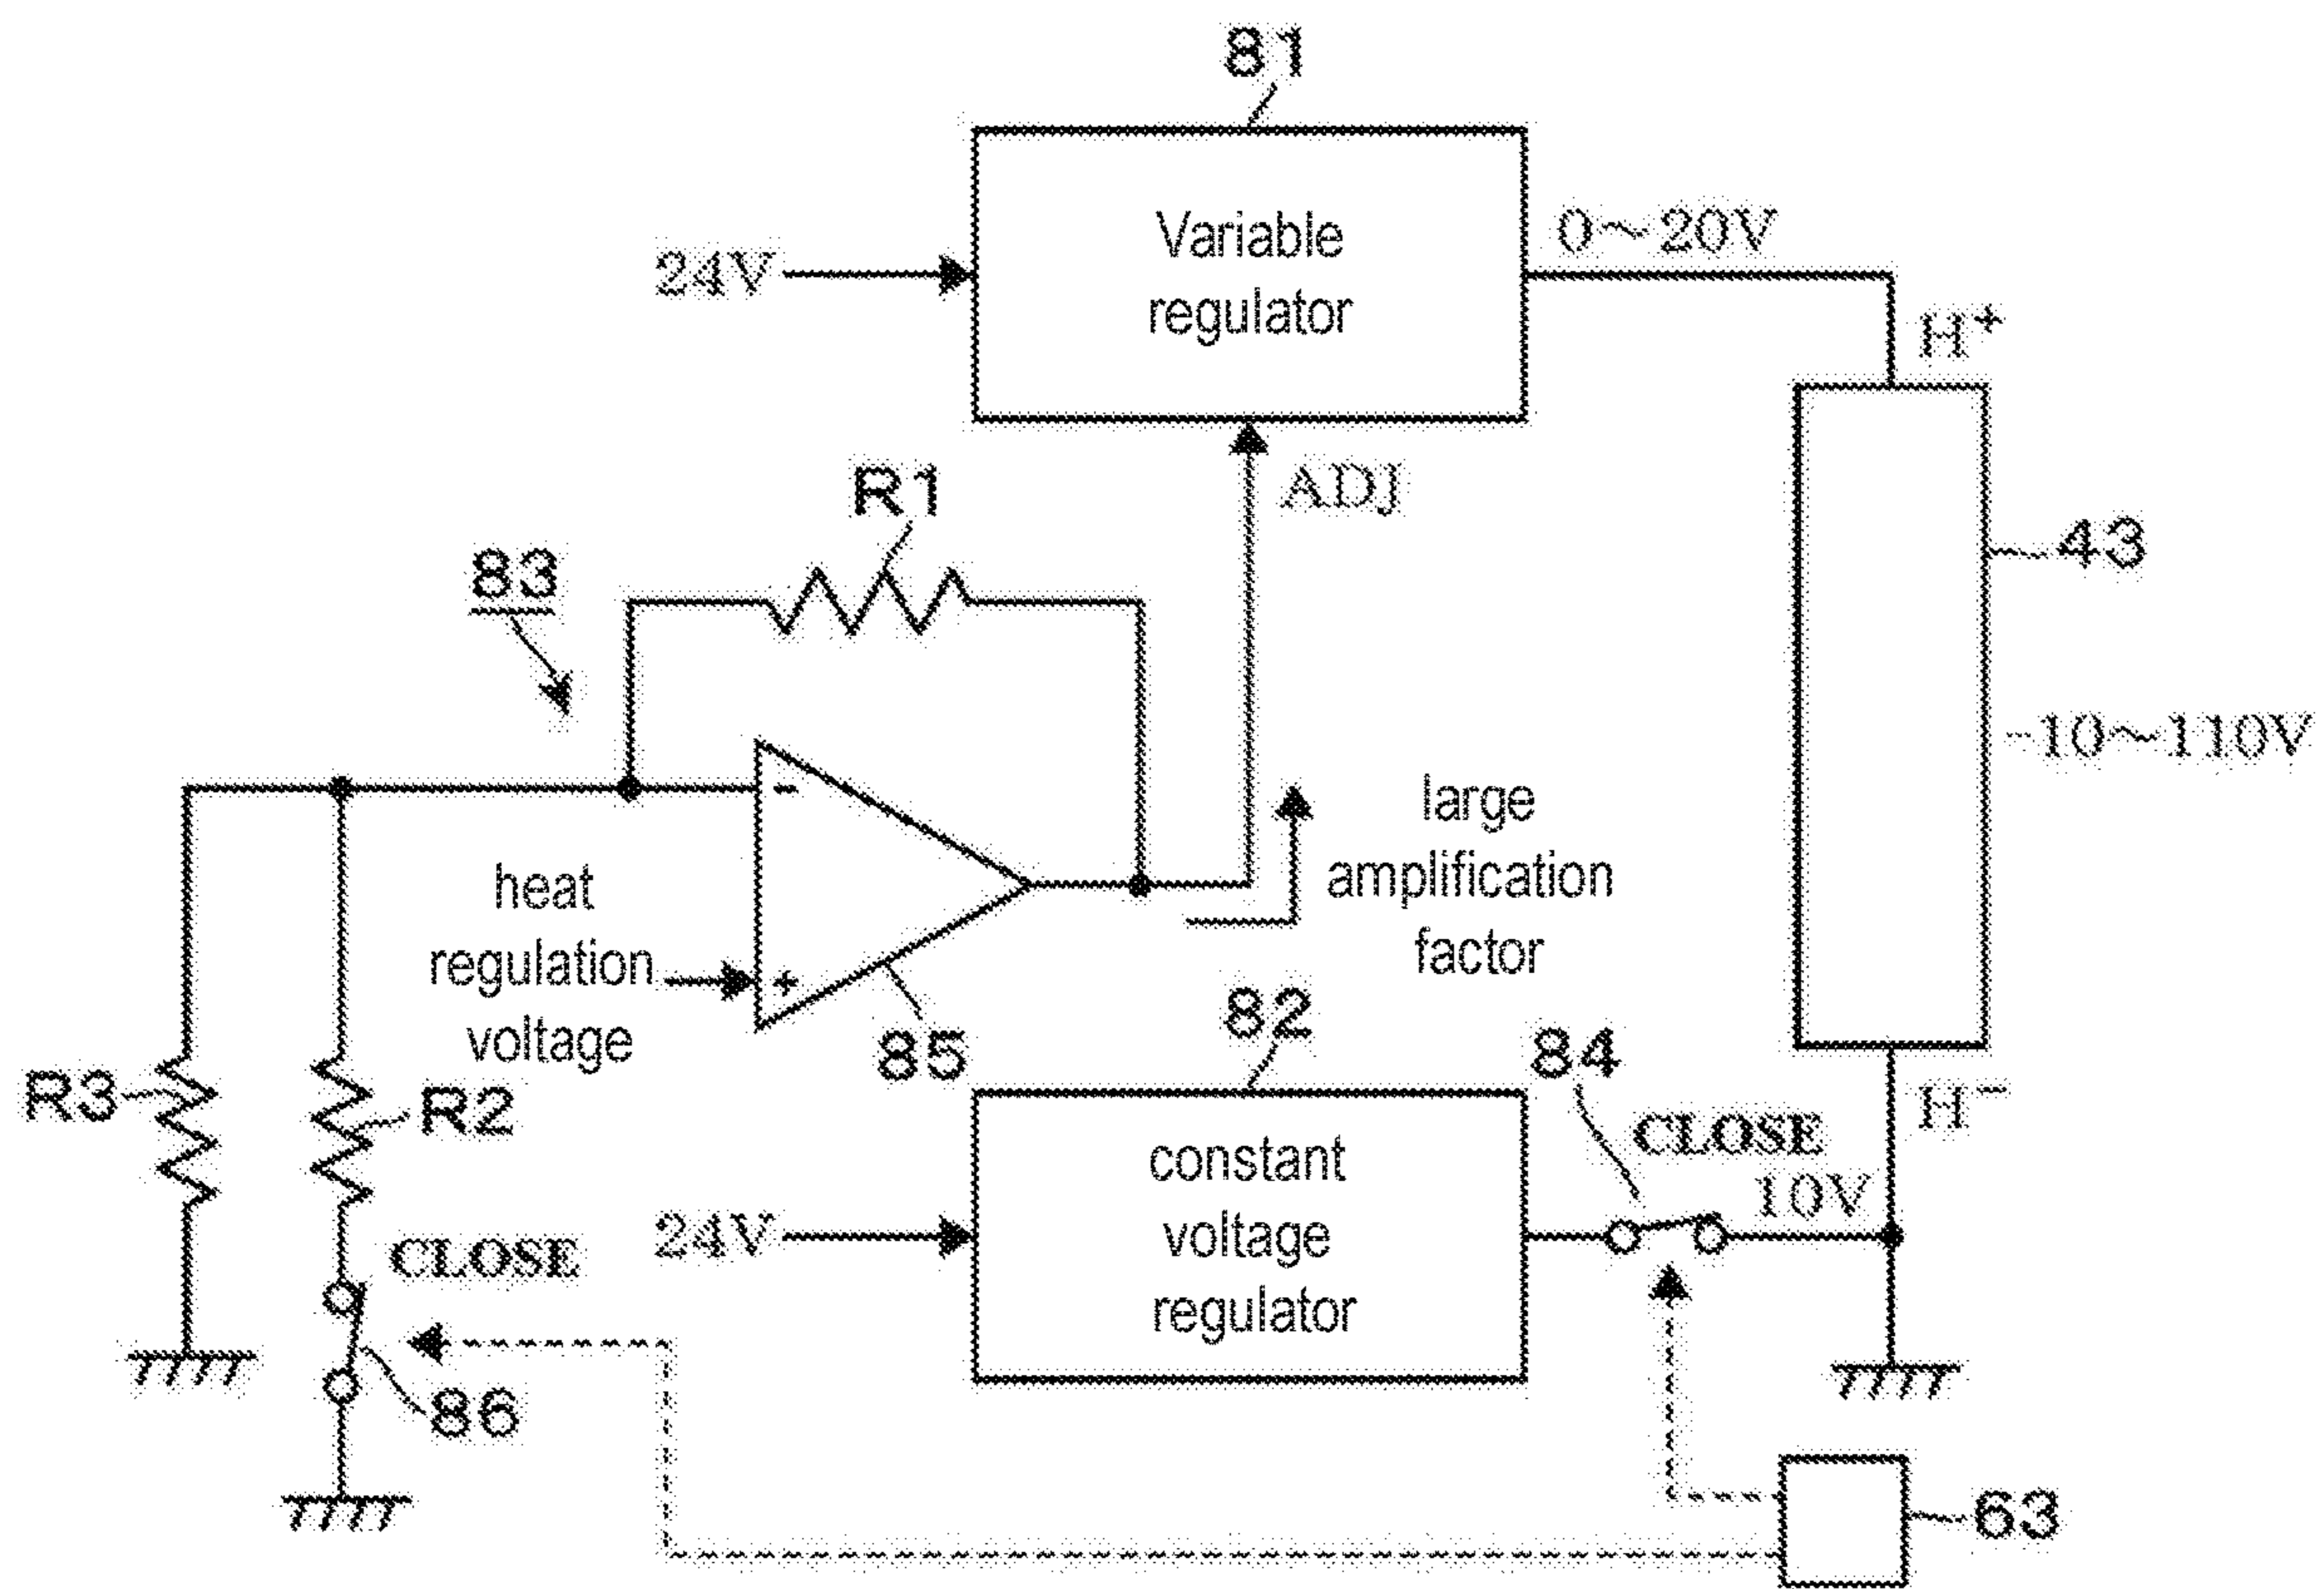 81
Variable
regulator
24V
0～20V
H+
R1
ADJ
83
43
-
-10～110V
large
amplification
factor
heat
regulation
voltage
+
85
82
84
R3
R2
CLOSE
H−
10V
constant
voltage
regulator
24V
CLOSE
86
63